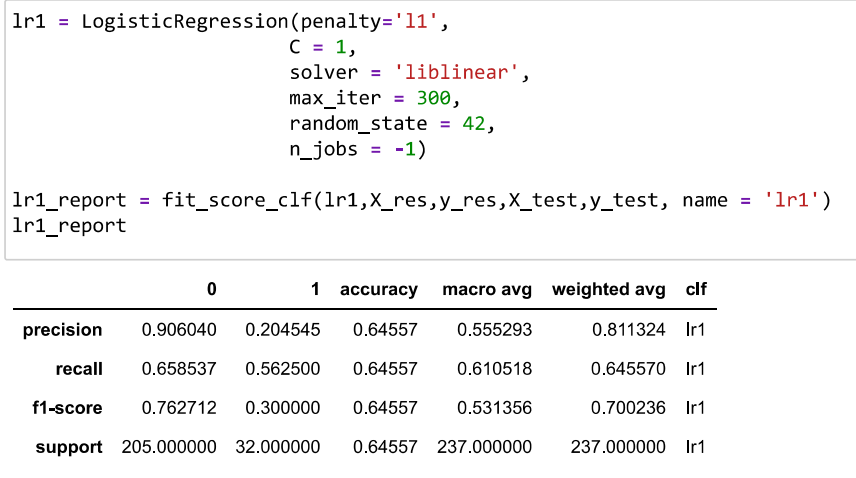 lr1 = LogisticRegression(penalty='l1',
C = 1,
solver = 'liblinear',
max_iter = 300,
random_state = 42,
n_jobs = -1)
lr1_report = fit_score_clf(lr1,X_res,y_res,X_test,y_test, name = 'lr1')
lr1_report
0 1 accuracy macro avg weighted avg clf
precision 0.906040 0.204545 0.64557 0.555293 0.811324 lr1
recall 0.658537 0.562500 0.64557 0.610518 0.645570 lr1
f1-score 0.762712 0.300000 0.64557 0.531356 0.700236 lr1
support 205.000000 32.000000 0.64557 237.000000 237.000000 lr1